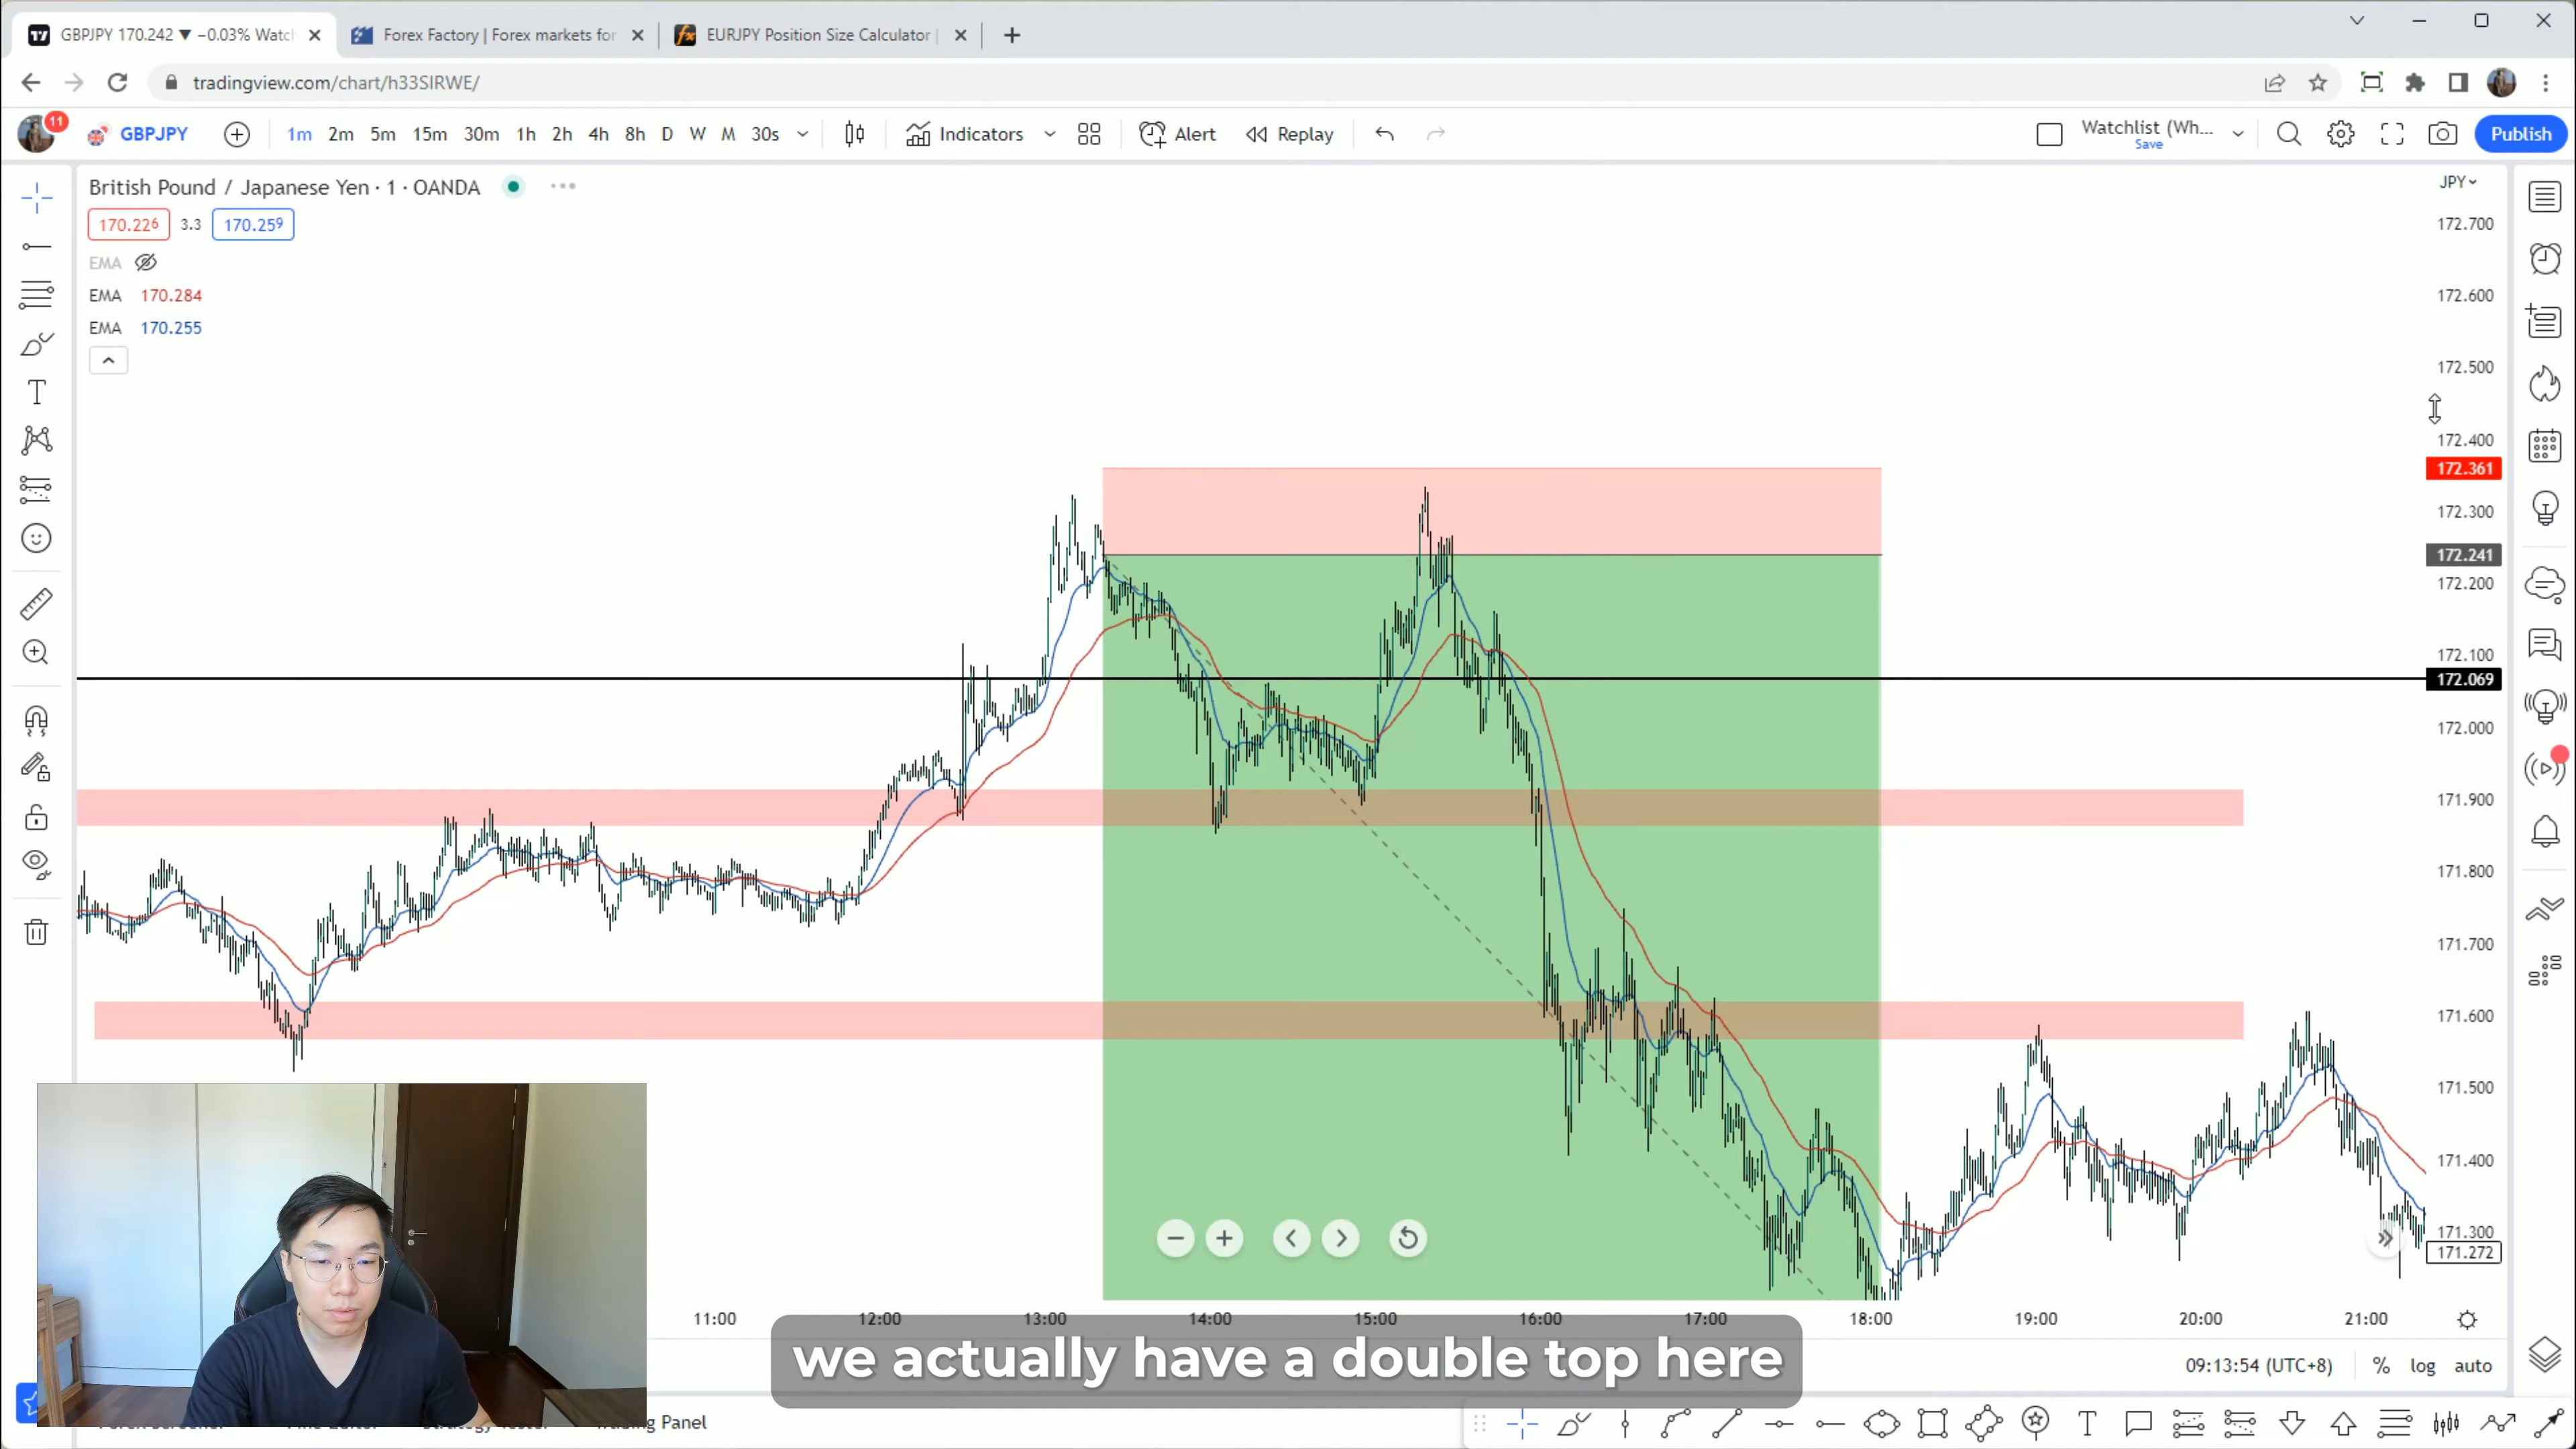 GBPJPY 170.242 ▼ −0.03% Watc
Forex Factory | Forex markets for
EURJPY Position Size Calculator |
tradingview.com/chart/h33SIRWE/
11
GBPJPY
1m 2m 5m 15m 30m 1h 2h 4h 8h D W M 30s
Indicators
Alert
Replay
Watchlist (Wh...
Save
Publish
British Pound / Japanese Yen · 1 · OANDA
JPY
170.226 3.3 170.259
EMA
EMA 170.284
EMA 170.255
172.700
172.600
172.500
172.400
172.361
172.300
172.241
172.200
172.100
172.069
172.000
171.900
171.800
171.700
171.600
171.500
171.400
171.300
171.272
11:00 12:00 13:00 14:00 15:00 16:00 17:00 18:00 19:00 20:00 21:00
we actually have a double top here
09:13:54 (UTC+8) % log auto
Trading Panel